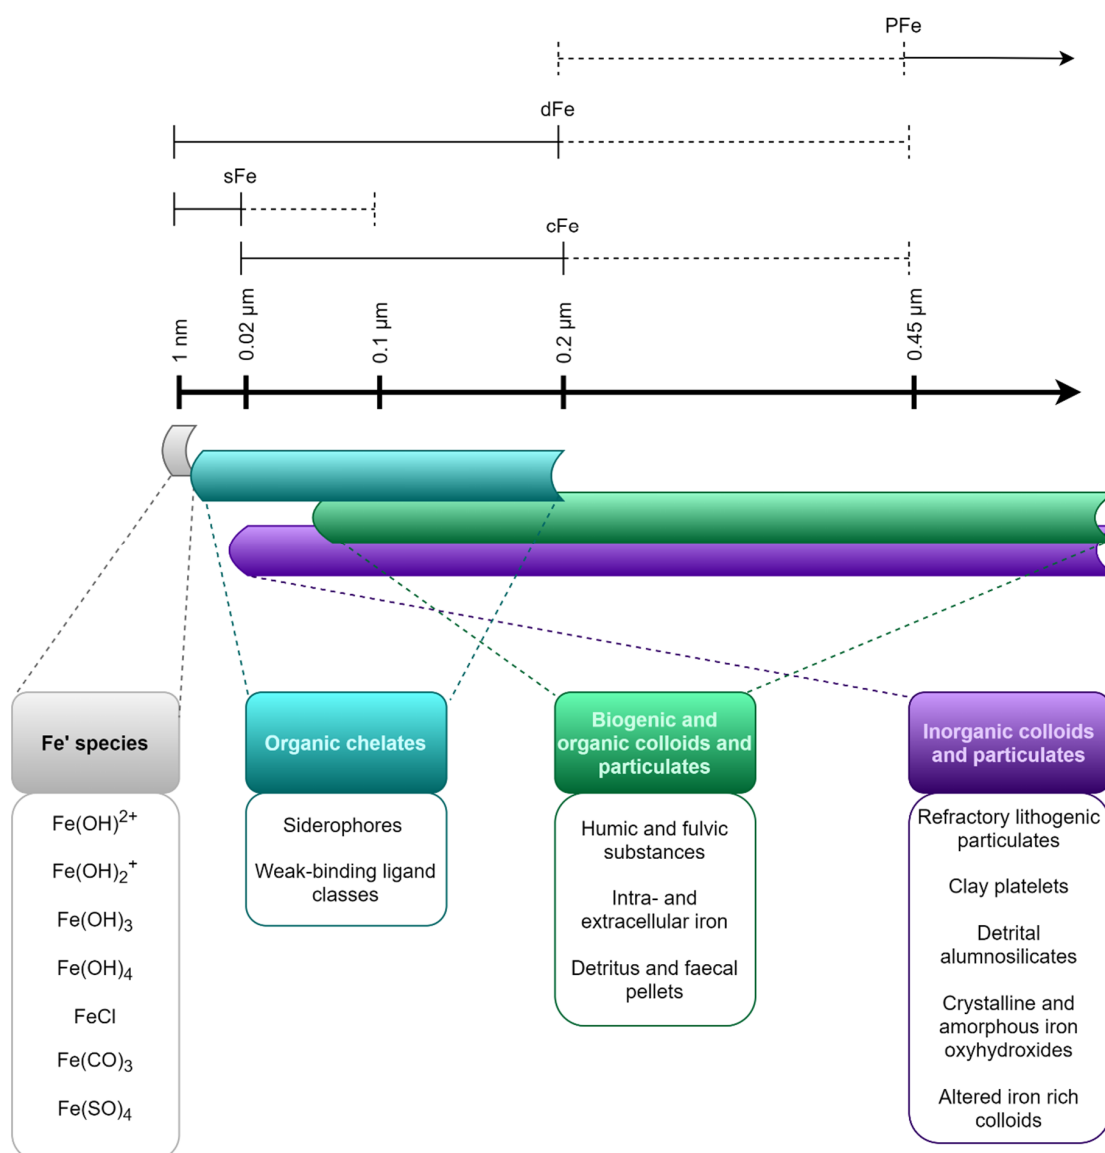 PFe
dFe
sFe
cFe
1 nm
0.02 µm
0.1 µm
0.2 µm
0.45 µm
Fe' species
Fe(OH)²⁺
Fe(OH)₂⁺
Fe(OH)₃
Fe(OH)₄
FeCl
Fe(CO)₃
Fe(SO)₄
Organic chelates
Siderophores
Weak-binding ligand
classes
Biogenic and
organic colloids and
particulates
Humic and fulvic
substances
Intra- and
extracellular iron
Detritus and faecal
pellets
Inorganic colloids
and particulates
Refractory lithogenic
particulates
Clay platelets
Detrital
alumnosilicates
Crystalline and
amorphous iron
oxyhydroxides
Altered iron rich
colloids